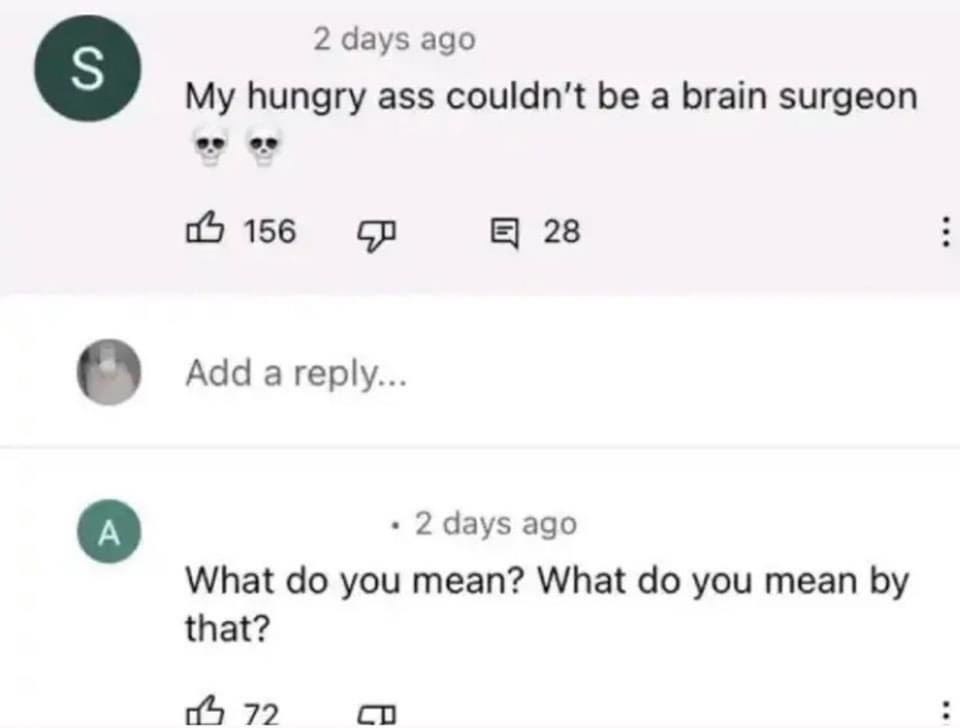 S
2 days ago
My hungry ass couldn't be a brain surgeon
💀 💀
156 28
Add a reply...
A
• 2 days ago
What do you mean? What do you mean by
that?
72